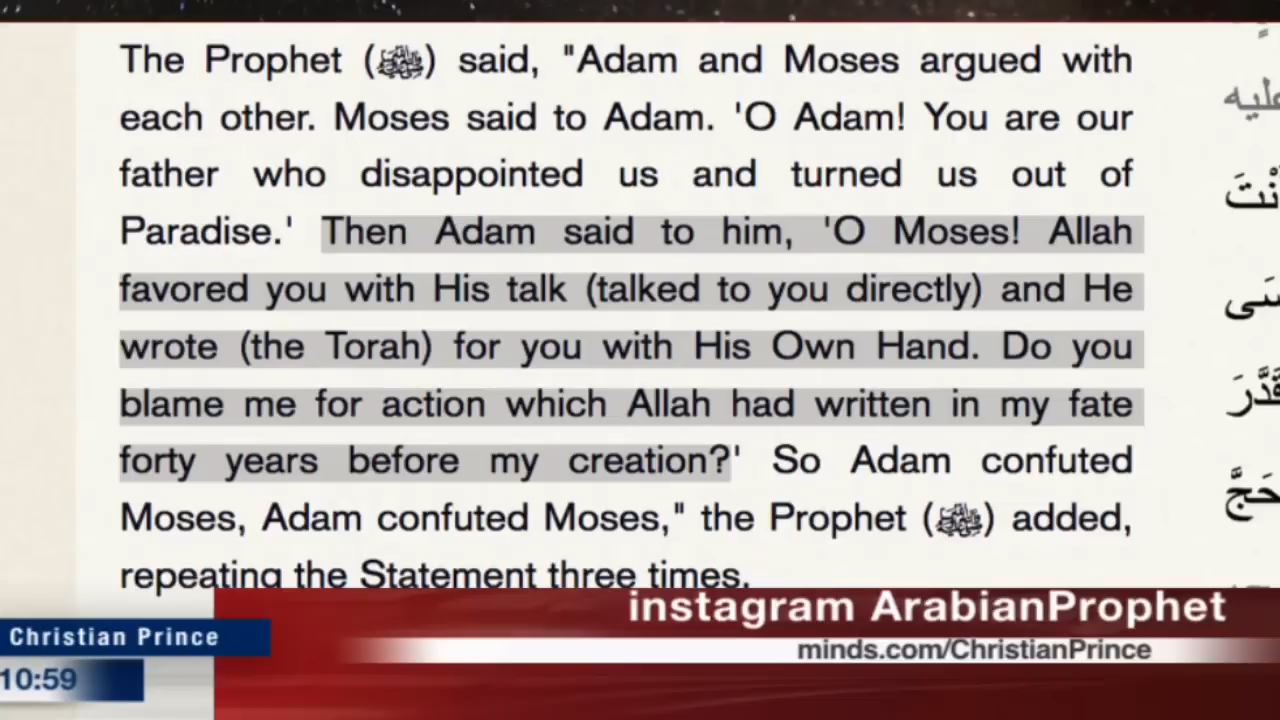 The Prophet (ﷺ) said, "Adam and Moses argued with
each other. Moses said to Adam. 'O Adam! You are our
father who disappointed us and turned us out of
Paradise.' Then Adam said to him, 'O Moses! Allah
favored you with His talk (talked to you directly) and He
wrote (the Torah) for you with His Own Hand. Do you
blame me for action which Allah had written in my fate
forty years before my creation?' So Adam confuted
Moses, Adam confuted Moses," the Prophet (ﷺ) added,
repeating the Statement three times.
عليه
instagram ArabianProphet
Christian Prince
minds.com/ChristianPrince
10:59